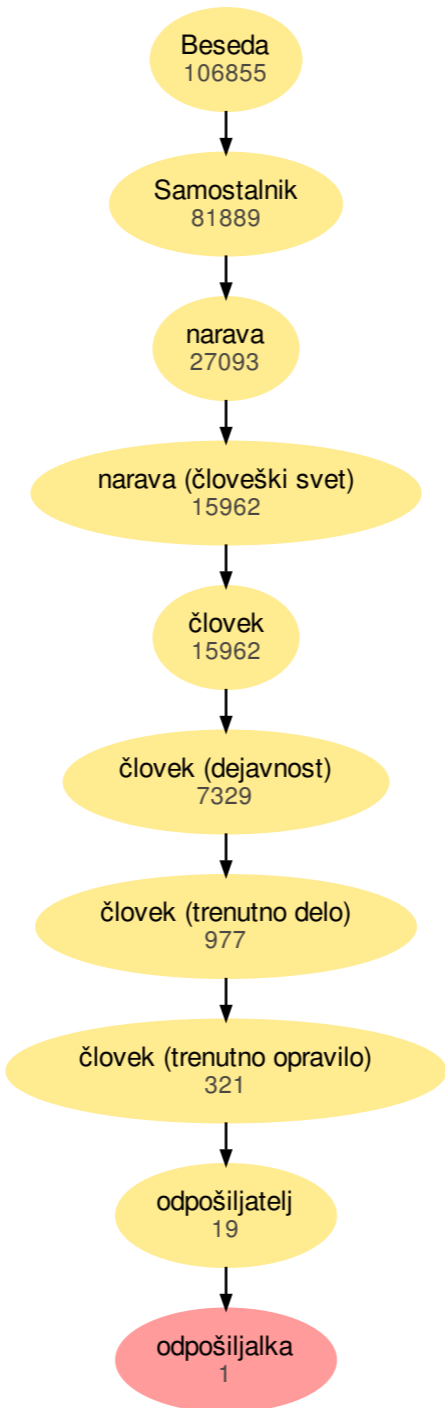 Beseda
106855
Samostalnik
81889
narava
27093
narava (človeški svet)
15962
človek
15962
človek (dejavnost)
7329
človek (trenutno delo)
977
človek (trenutno opravilo)
321
odpošiljatelj
19
odpošiljalka
1